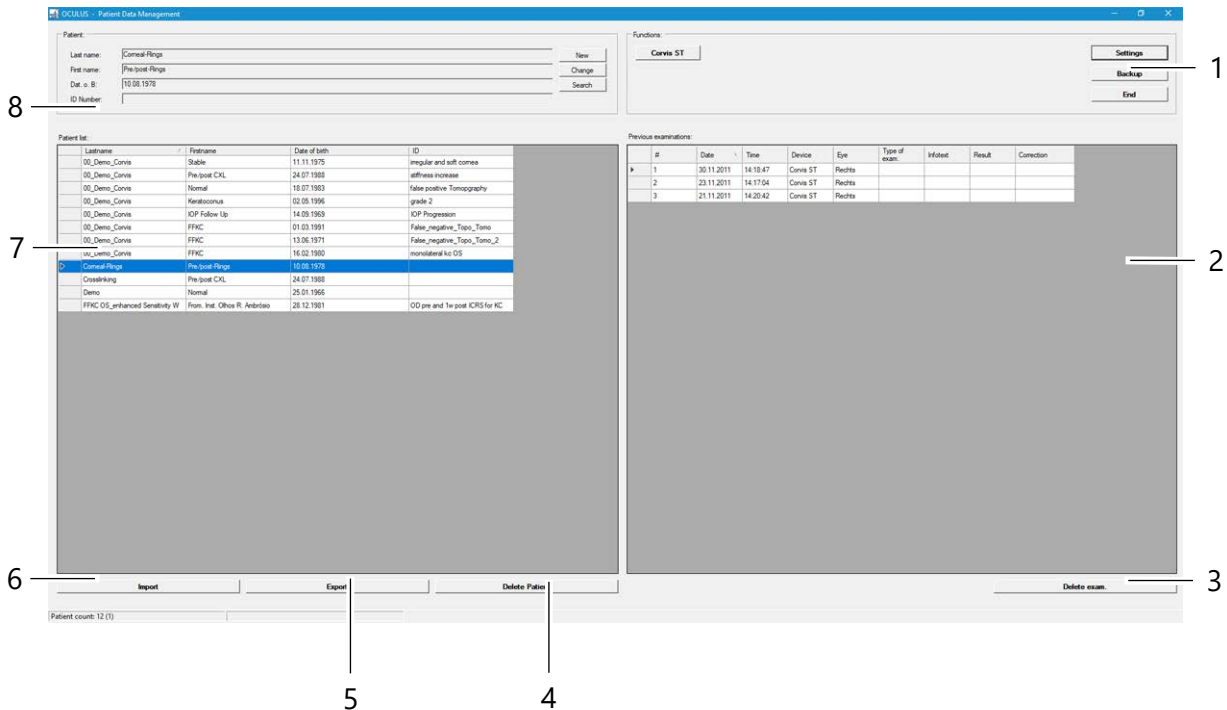 OCULUS - Patient Data Management
Patient:
Last name: Corneal-Rings New
First name: Pre/post-Rings Change
Dat. o. B: 10.08.1978 Search
ID Number:
Functions:
Corvis ST Settings
Backup
End
1
8
Patient list:
Lastname Firstname Date of birth ID
00_Demo_Corvis Stable 11.11.1975 irregular and soft cornea
00_Demo_Corvis Pre/post CXL 24.07.1988 stiffness increase
00_Demo_Corvis Normal 18.07.1983 false positive Tomopgraphy
00_Demo_Corvis Keratoconus 02.05.1996 grade 2
00_Demo_Corvis IOP Follow Up 14.09.1969 IOP Progression
00_Demo_Corvis FFKC 01.03.1991 False_negative_Topo_Tomo
00_Demo_Corvis FFKC 13.06.1971 False_negative_Topo_Tomo_2
00_Demo_Corvis FFKC 16.02.1980 monolateral kc OS
Corneal-Rings Pre/post-Rings 10.08.1978
Crosslinking Pre/post CXL 24.07.1988
Demo Normal 25.01.1966
FFKC OS_enhanced Sensitivity W From. Inst. Olhos R. Ambrósio 28.12.1981 OD pre and 1w post ICRS for KC
7
Previous examinations:
# Date Time Device Eye Type of exam. Infotext Result Correction
1 30.11.2011 14:18:47 Corvis ST Rechts
2 23.11.2011 14:17:04 Corvis ST Rechts
3 21.11.2011 14:20:42 Corvis ST Rechts
2
6 Import Export Delete Patient Delete exam. 3
Patient count: 12 (1)
5 4